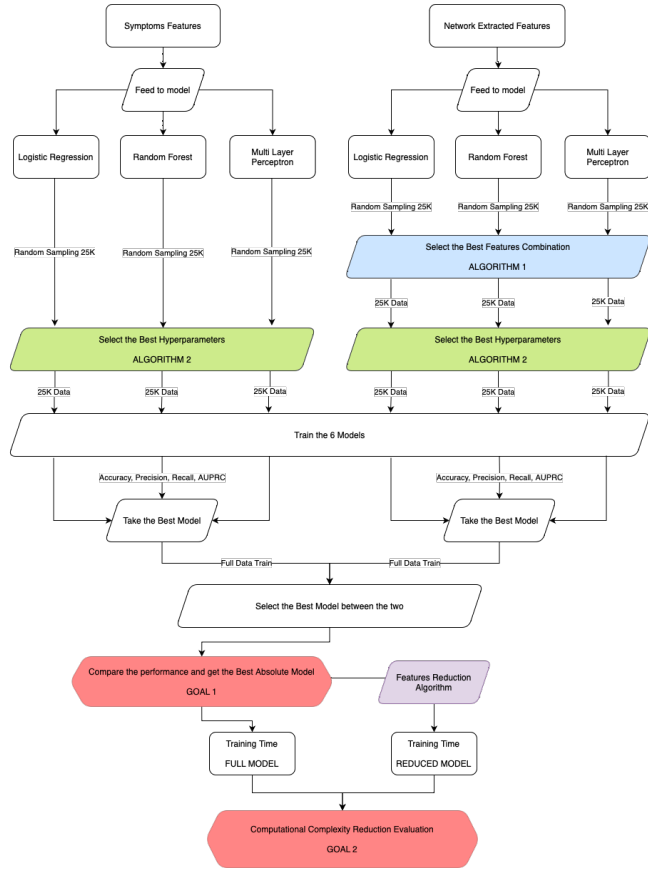 Symptoms Features
Network Extracted Features
Feed to model
Feed to model
Logistic Regression
Random Forest
Multi Layer
Perceptron
Logistic Regression
Random Forest
Multi Layer
Perceptron
Random Sampling 25K
Random Sampling 25K
Random Sampling 25K
Random Sampling 25K
Random Sampling 25K
Random Sampling 25K
Select the Best Features Combination
ALGORITHM 1
25K Data
25K Data
25K Data
Select the Best Hyperparameters
ALGORITHM 2
Select the Best Hyperparameters
ALGORITHM 2
25K Data
25K Data
25K Data
25K Data
25K Data
25K Data
Train the 6 Models
Accuracy, Precision, Recall, AUPRC
Accuracy, Precision, Recall, AUPRC
Take the Best Model
Take the Best Model
Full Data Train
Full Data Train
Select the Best Model between the two
Compare the performance and get the Best Absolute Model
GOAL 1
Features Reduction
Algorithm
Training Time
FULL MODEL
Training Time
REDUCED MODEL
Computational Complexity Reduction Evaluation
GOAL 2